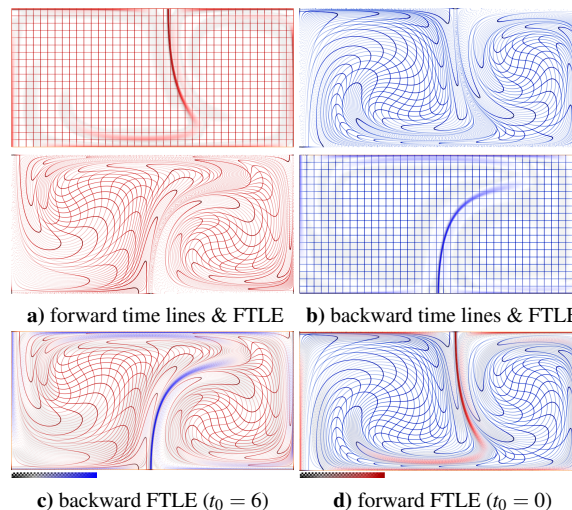 a) forward time lines & FTLE
b) backward time lines & FTLE
c) backward FTLE (t₀ = 6)
d) forward FTLE (t₀ = 0)